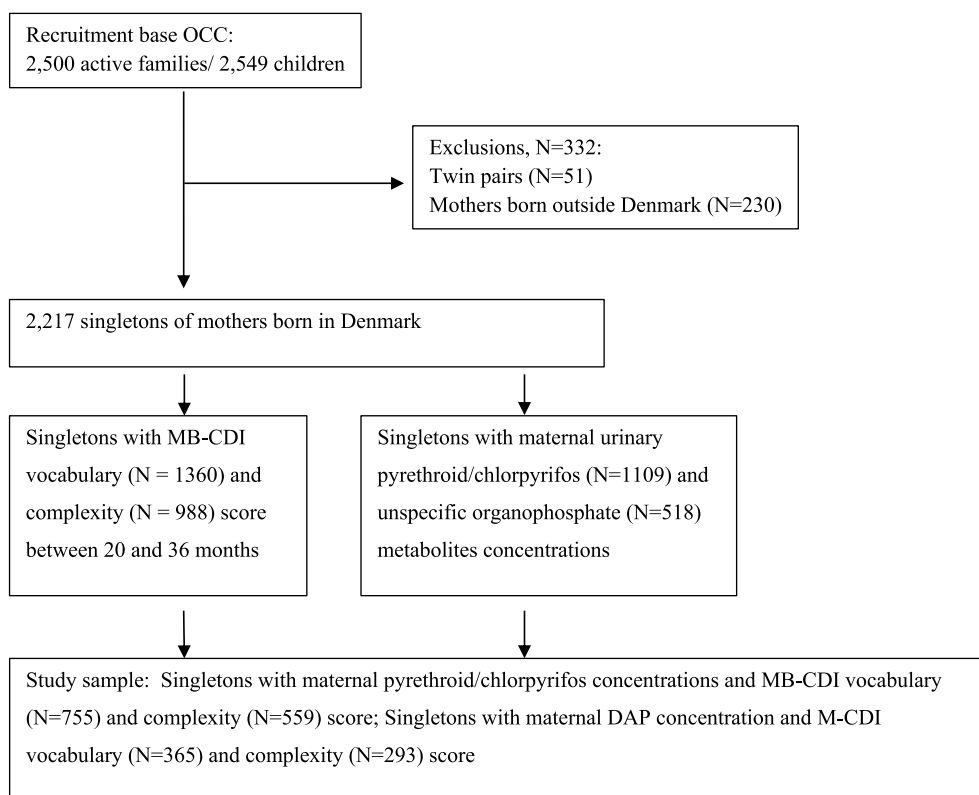 Recruitment base OCC:
2,500 active families/ 2,549 children
Exclusions, N=332:
Twin pairs (N=51)
Mothers born outside Denmark (N=230)
2,217 singletons of mothers born in Denmark
Singletons with MB-CDI
vocabulary (N = 1360) and
complexity (N = 988) score
between 20 and 36 months
Singletons with maternal urinary
pyrethroid/chlorpyrifos (N=1109) and
unspecific organophosphate (N=518)
metabolites concentrations
Study sample:  Singletons with maternal pyrethroid/chlorpyrifos concentrations and MB-CDI vocabulary
(N=755) and complexity (N=559) score; Singletons with maternal DAP concentration and M-CDI
vocabulary (N=365) and complexity (N=293) score